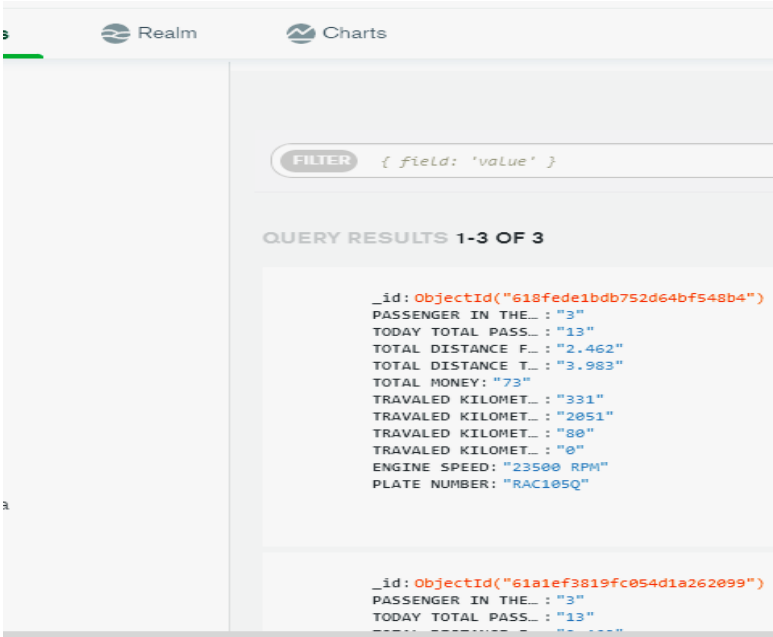 s Realm Charts
FILTER { field: 'value' }
QUERY RESULTS 1-3 OF 3
_id: ObjectId("618fede1bdb752d64bf548b4")
PASSENGER IN THE… : "3"
TODAY TOTAL PASS… : "13"
TOTAL DISTANCE F… : "2.462"
TOTAL DISTANCE T… : "3.983"
TOTAL MONEY: "73"
TRAVALED KILOMET… : "331"
TRAVALED KILOMET… : "2051"
TRAVALED KILOMET… : "80"
TRAVALED KILOMET… : "0"
ENGINE SPEED: "23500 RPM"
PLATE NUMBER: "RAC105Q"
a
_id: ObjectId("61a1ef3819fc054d1a262099")
PASSENGER IN THE… : "3"
TODAY TOTAL PASS… : "13"